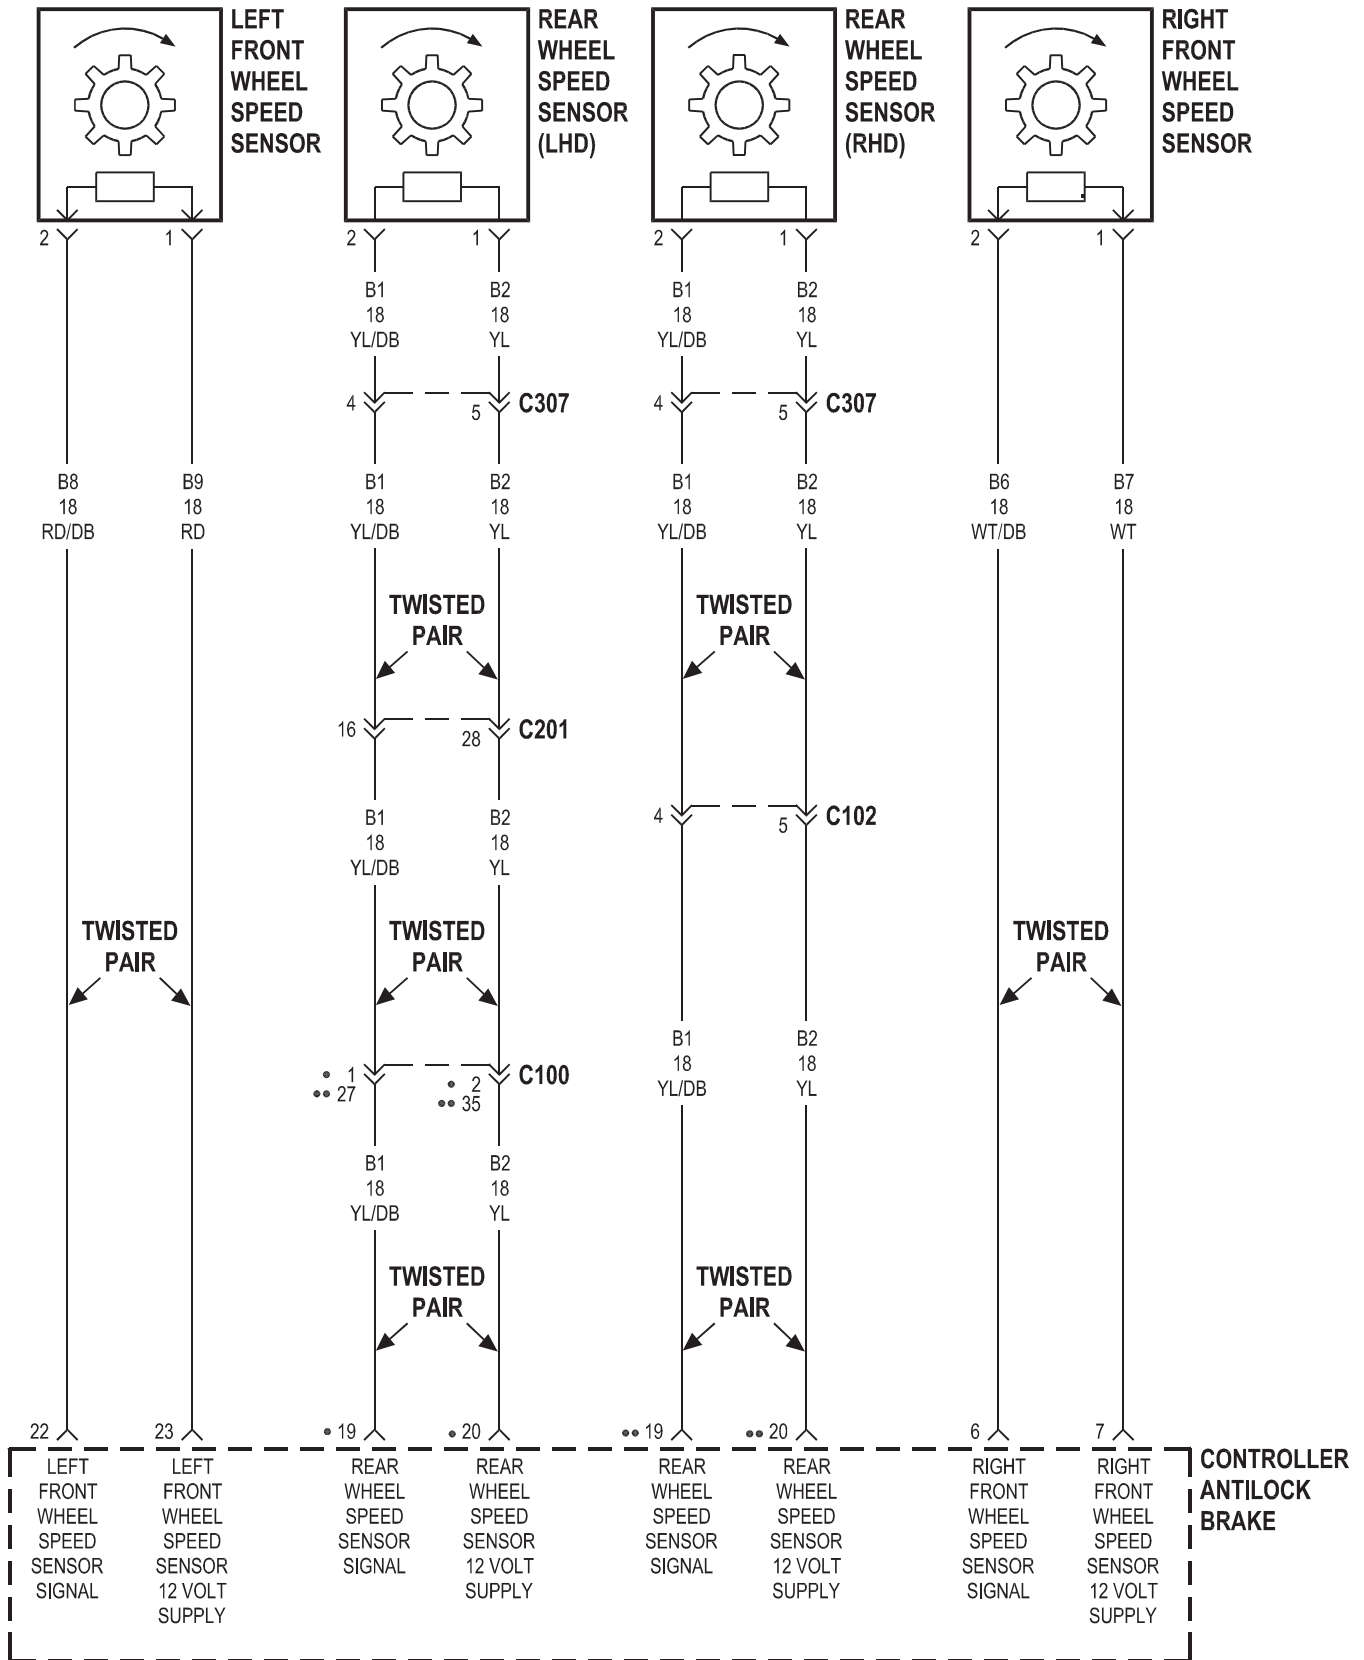 LEFT
FRONT
WHEEL
SPEED
SENSOR
REAR
WHEEL
SPEED
SENSOR
(LHD)
REAR
WHEEL
SPEED
SENSOR
(RHD)
RIGHT
FRONT
WHEEL
SPEED
SENSOR
2
1
2
1
2
1
2
1
B1
18
YL/DB
B2
18
YL
B1
18
YL/DB
B2
18
YL
4
5
C307
4
5
C307
B8
18
RD/DB
B9
18
RD
B1
18
YL/DB
B2
18
YL
B1
18
YL/DB
B2
18
YL
B6
18
WT/DB
B7
18
WT
TWISTED
PAIR
TWISTED
PAIR
16
28
C201
4
5
C102
B1
18
YL/DB
B2
18
YL
TWISTED
PAIR
TWISTED
PAIR
TWISTED
PAIR
B1
18
YL/DB
B2
18
YL
• 1
•• 27
• 2
•• 35
C100
B1
18
YL/DB
B2
18
YL
TWISTED
PAIR
TWISTED
PAIR
22
23
• 19
• 20
•• 19
•• 20
6
7
LEFT
FRONT
WHEEL
SPEED
SENSOR
SIGNAL
LEFT
FRONT
WHEEL
SPEED
SENSOR
12 VOLT
SUPPLY
REAR
WHEEL
SPEED
SENSOR
SIGNAL
REAR
WHEEL
SPEED
SENSOR
12 VOLT
SUPPLY
REAR
WHEEL
SPEED
SENSOR
SIGNAL
REAR
WHEEL
SPEED
SENSOR
12 VOLT
SUPPLY
RIGHT
FRONT
WHEEL
SPEED
SENSOR
SIGNAL
RIGHT
FRONT
WHEEL
SPEED
SENSOR
12 VOLT
SUPPLY
CONTROLLER
ANTILOCK
BRAKE